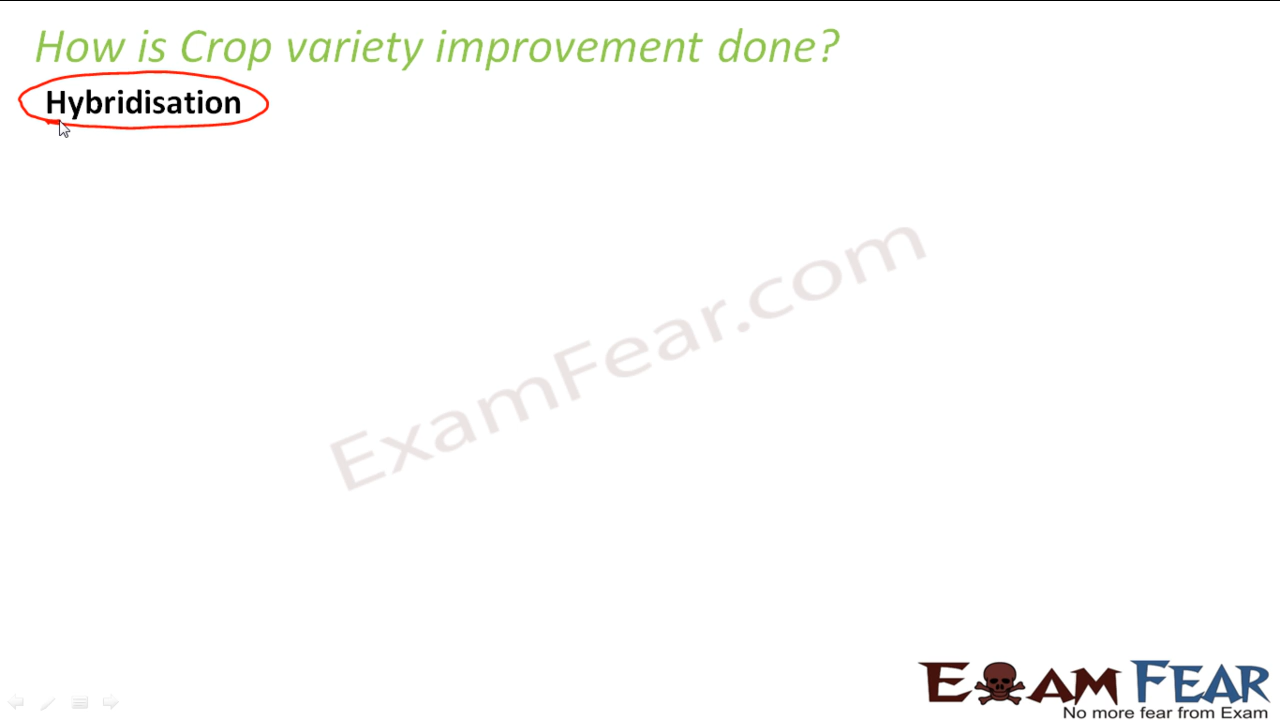 How is Crop variety improvement done?
Hybridisation
ExamFear.com
EXAM FEAR
No more fear from Exam